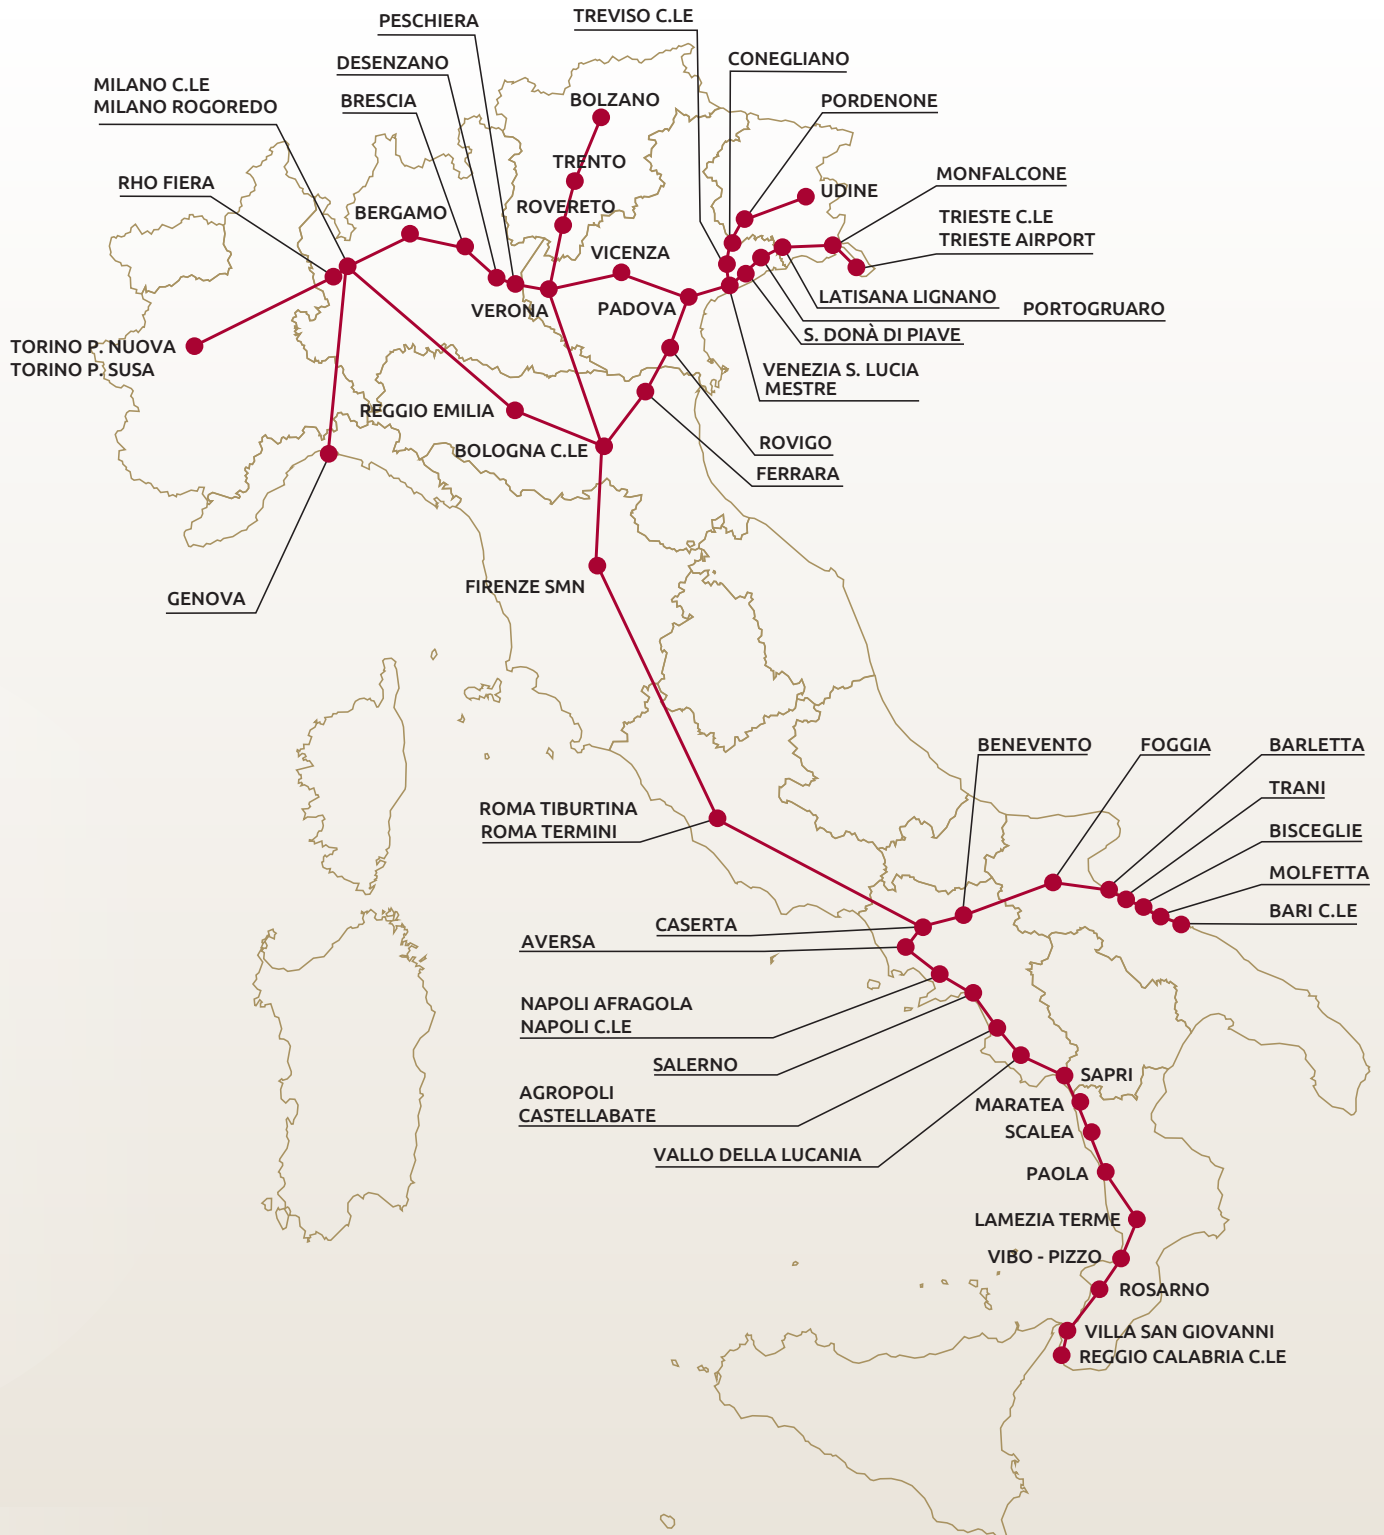 TREVISO C.LE
PESCHIERA
CONEGLIANO
DESENZANO
MILANO C.LE
MILANO ROGOREDO
BRESCIA
BOLZANO
PORDENONE
TRENTO
MONFALCONE
RHO FIERA
UDINE
ROVERETO
BERGAMO
TRIESTE C.LE
TRIESTE AIRPORT
VICENZA
LATISANA LIGNANO
VERONA
PADOVA
PORTOGRUARO
S. DONÀ DI PIAVE
TORINO P. NUOVA
TORINO P. SUSA
VENEZIA S. LUCIA
MESTRE
REGGIO EMILIA
ROVIGO
BOLOGNA C.LE
FERRARA
FIRENZE SMN
GENOVA
BENEVENTO
FOGGIA
BARLETTA
TRANI
ROMA TIBURTINA
ROMA TERMINI
BISCEGLIE
MOLFETTA
BARI C.LE
CASERTA
AVERSA
NAPOLI AFRAGOLA
NAPOLI C.LE
SALERNO
SAPRI
AGROPOLI
CASTELLABATE
MARATEA
SCALEA
VALLO DELLA LUCANIA
PAOLA
LAMEZIA TERME
VIBO - PIZZO
ROSARNO
VILLA SAN GIOVANNI
REGGIO CALABRIA C.LE